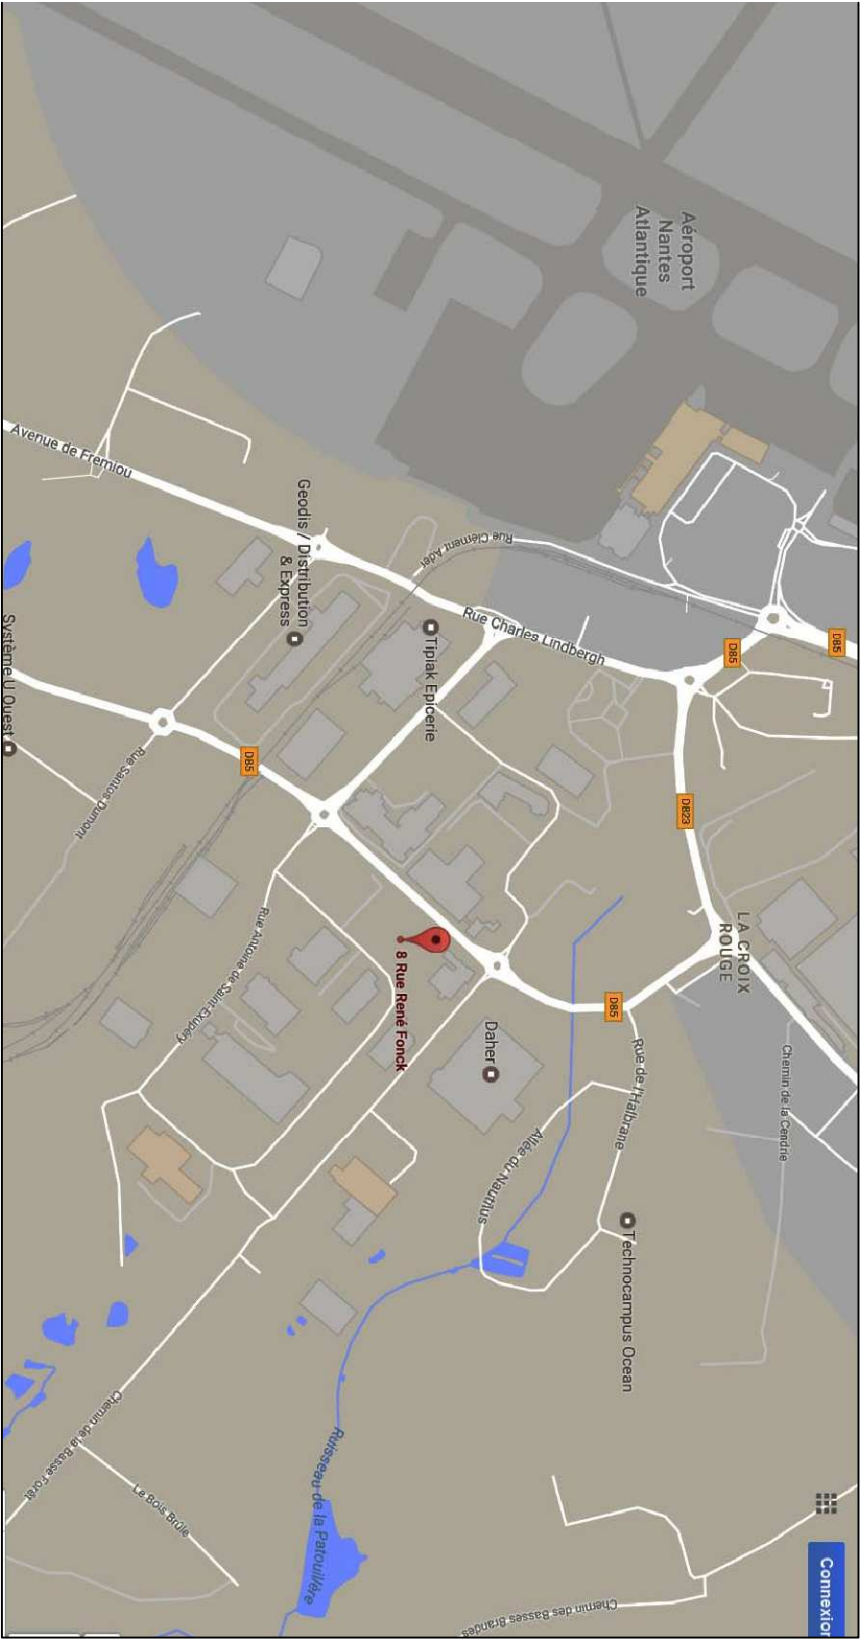 Connexion
Aéroport
Nantes
Atlantique
D85
D85
Rue Clément Ader
Rue Charles Lindbergh
D823
LA CROIX
ROUGE
Chemin de la Cendrie
Avenue de Fremiou
Geodis / Distribution
& Express
Tipiak Epicerie
D85
Rue de l'Halbrane
Technocampus Ocean
Allée du Nautilus
Daher
8 Rue René Fonck
D85
Rue Santos Dumont
Système U Ouest
Rue Antoine de Saint-Exupéry
Ruisseau de la Patouillère
Chemin des Basses Brandes
Chemin de la Basse Forêt
Le Bois Brûlé